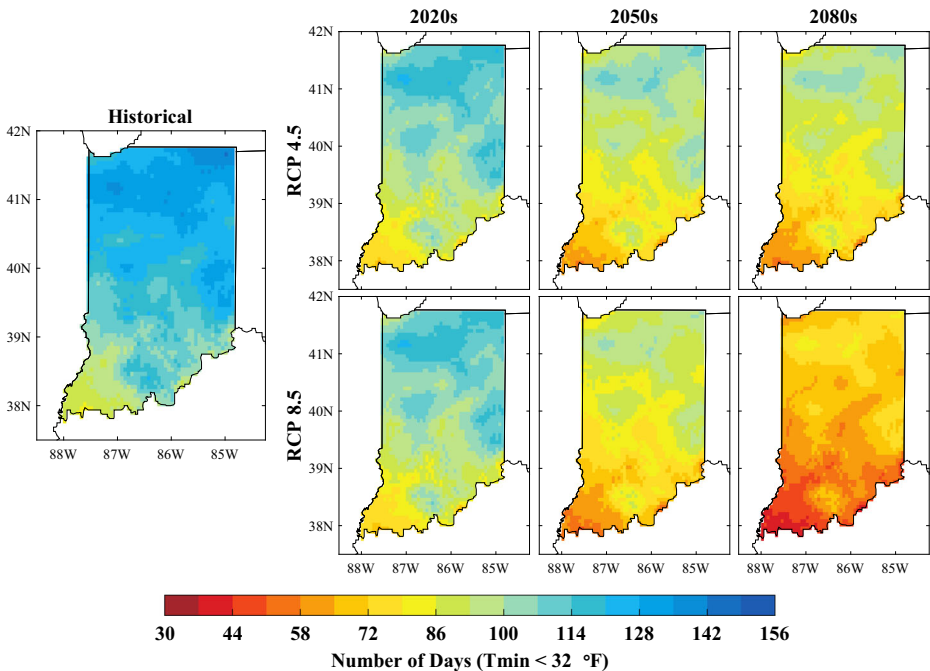 2020s 2050s 2080s
Historical
42N
41N
40N
39N
38N
88W 87W 86W 85W
RCP 4.5
42N
41N
40N
39N
38N
RCP 8.5
42N
41N
40N
39N
38N
88W 87W 86W 85W 88W 87W 86W 85W 88W 87W 86W 85W
30 44 58 72 86 100 114 128 142 156
Number of Days (Tmin < 32 °F)